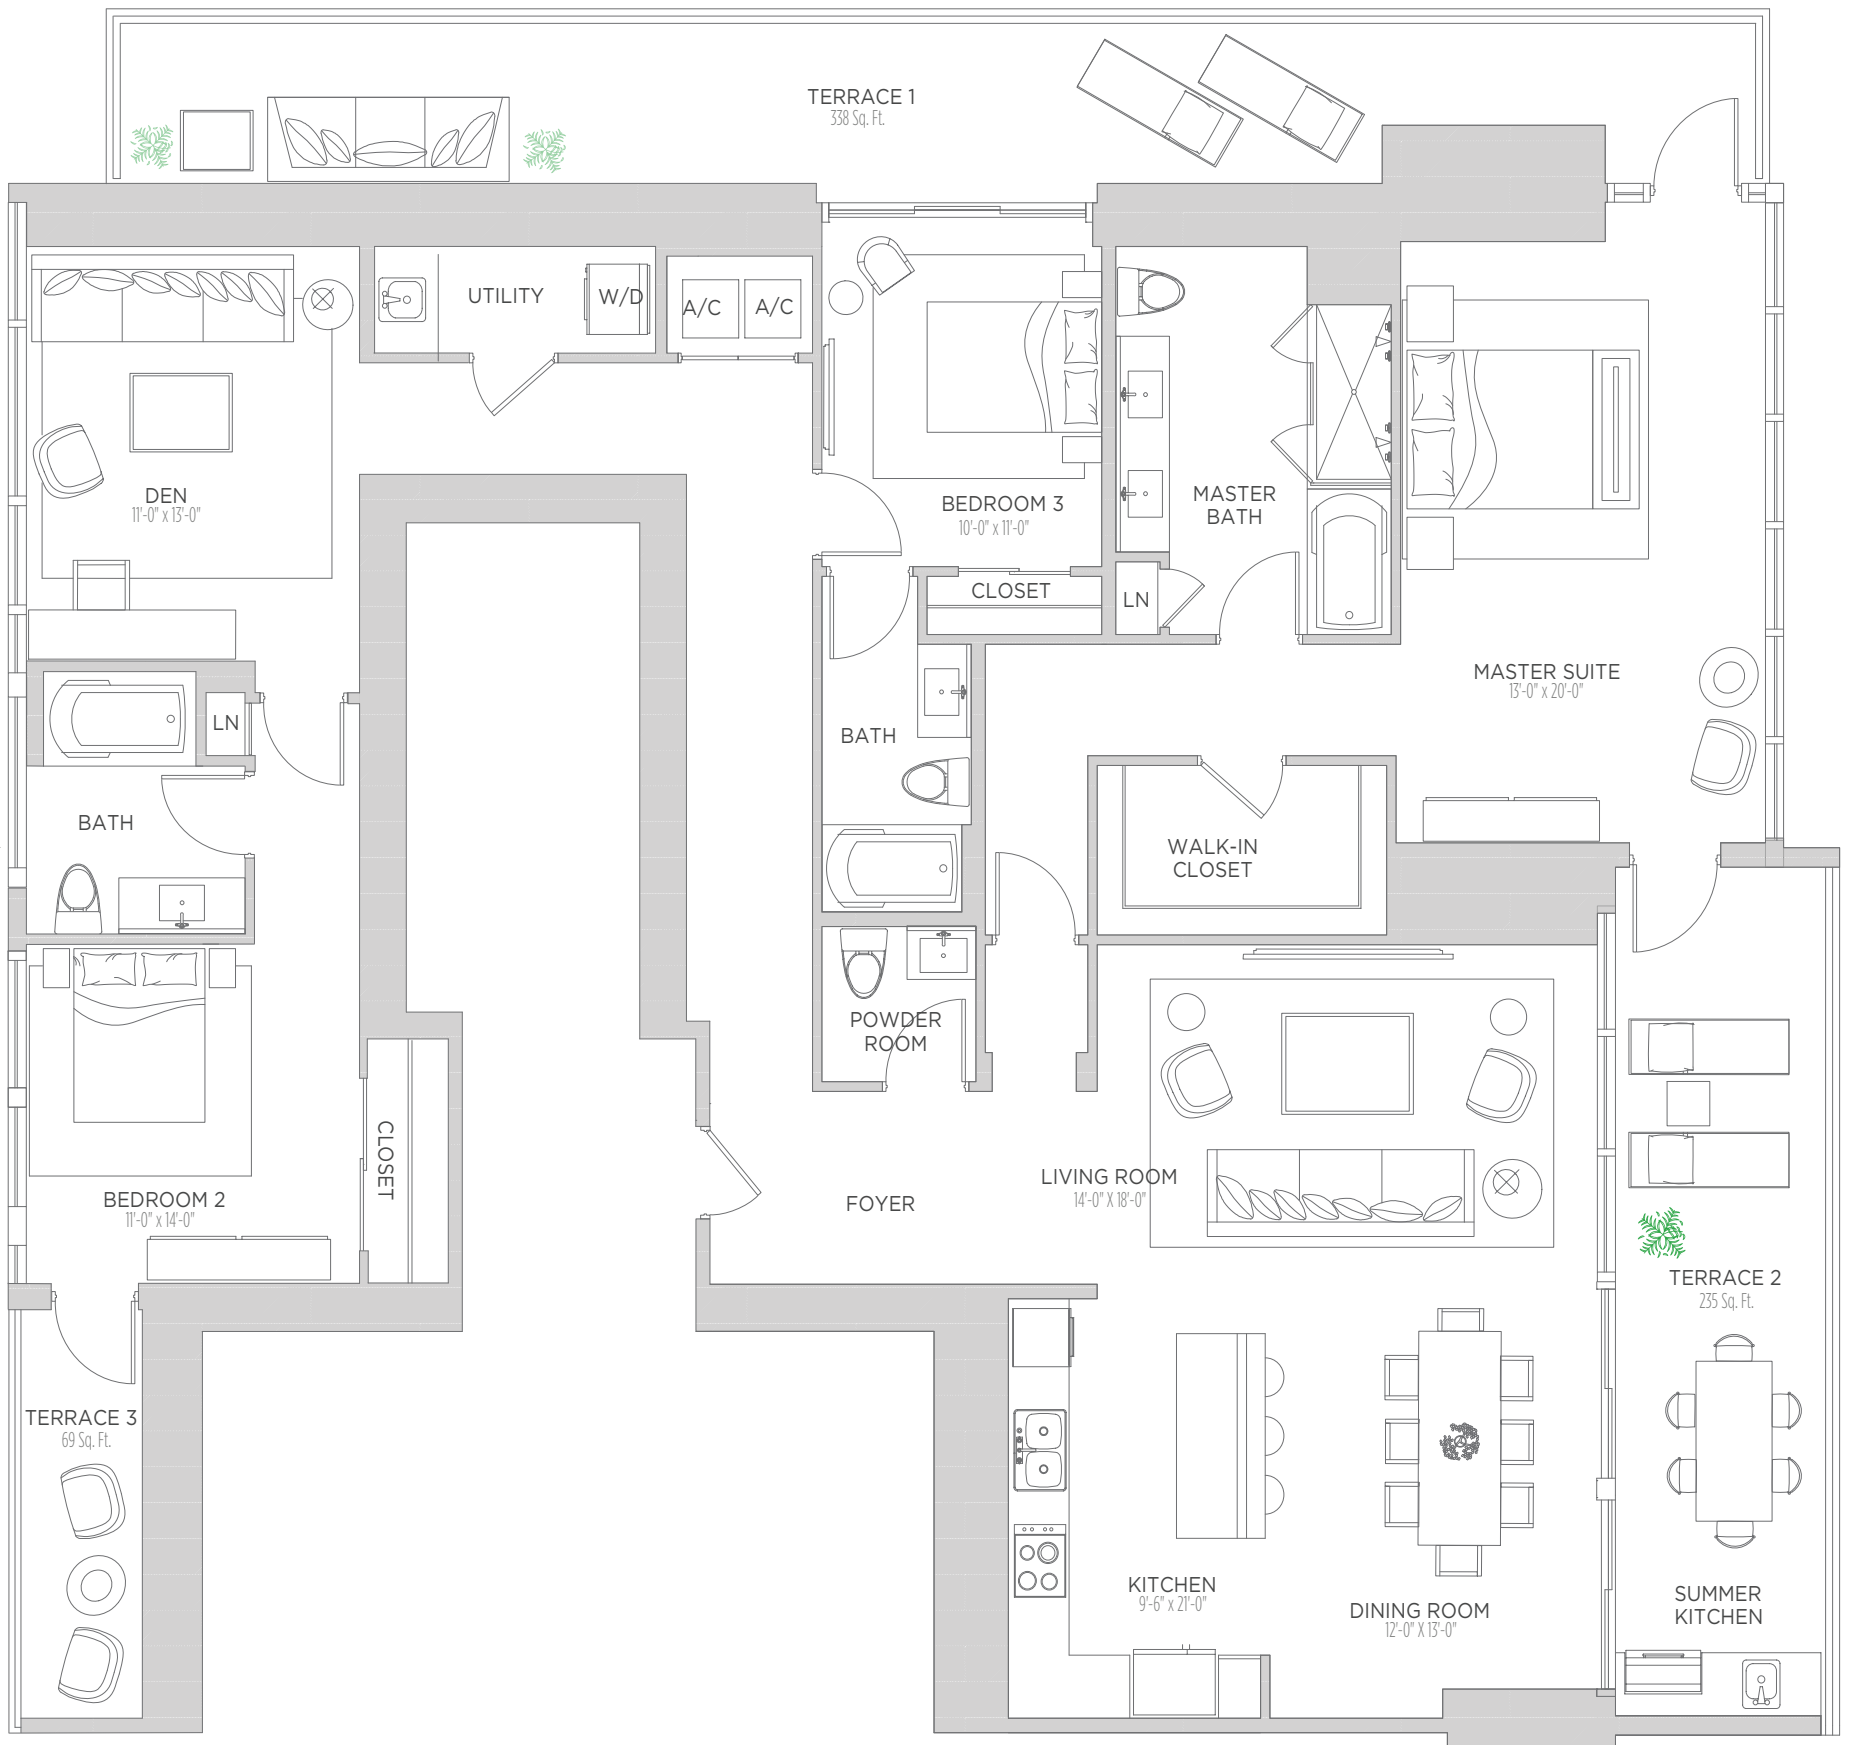 TERRACE 1
338 Sq. Ft.
UTILITY
W/D
A/C
A/C
DEN
11'-0" x 13'-0"
BEDROOM 3
10'-0" x 11'-0"
MASTER
BATH
CLOSET
LN
MASTER SUITE
13'-0" x 20'-0"
LN
BATH
BATH
WALK-IN
CLOSET
POWDER
ROOM
CLOSET
BEDROOM 2
11'-0" x 14'-0"
FOYER
LIVING ROOM
14'-0" X 18'-0"
TERRACE 2
235 Sq. Ft.
TERRACE 3
69 Sq. Ft.
KITCHEN
9'-6" x 21'-0"
DINING ROOM
12'-0" X 13'-0"
SUMMER
KITCHEN